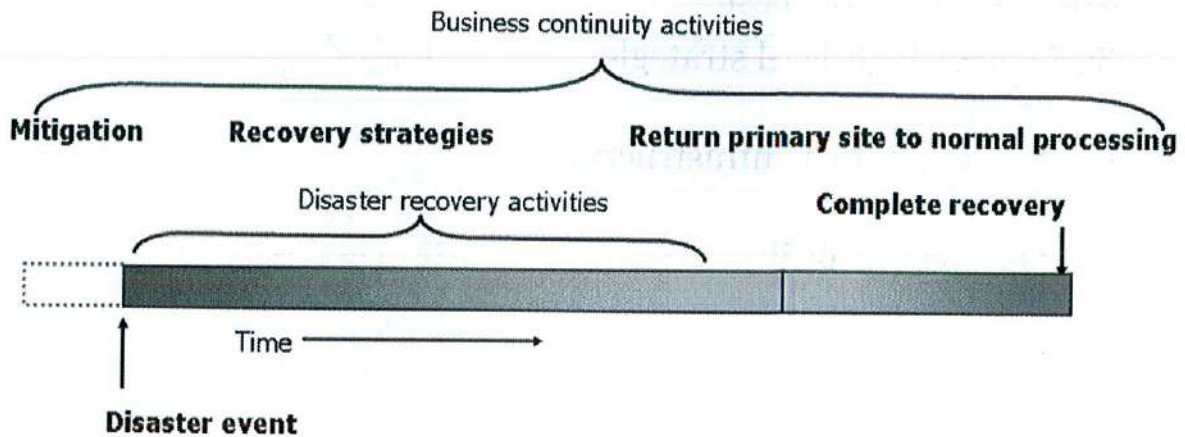 Business continuity activities
Mitigation
Recovery strategies
Return primary site to normal processing
Disaster recovery activities
Complete recovery
Time
Disaster event